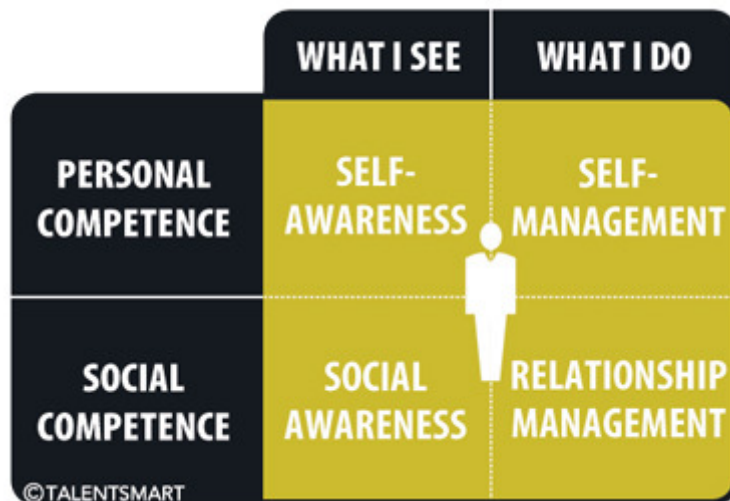 WHAT I SEE
WHAT I DO
PERSONAL
COMPETENCE
SELF-
AWARENESS
SELF-
MANAGEMENT
SOCIAL
COMPETENCE
SOCIAL
AWARENESS
RELATIONSHIP
MANAGEMENT
©TALENTSMART